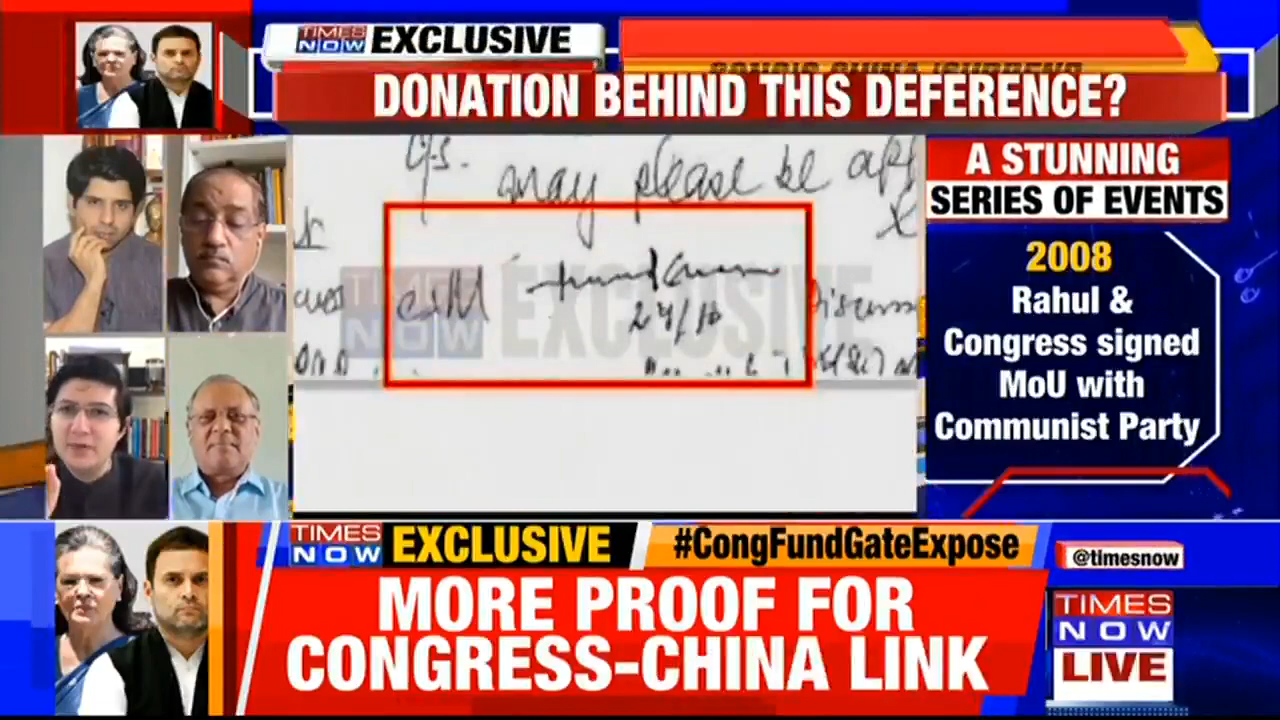 TIMES NOW EXCLUSIVE
DONATION BEHIND THIS DEFERENCE?
may please be
TIMES NOW EXCLUSIVE
24/10
A STUNNING
SERIES OF EVENTS
2008
Rahul &
Congress signed
MoU with
Communist Party
TIMES NOW EXCLUSIVE
#CongFundGateExpose
@timesnow
MORE PROOF FOR
CONGRESS-CHINA LINK
TIMES
NOW
LIVE